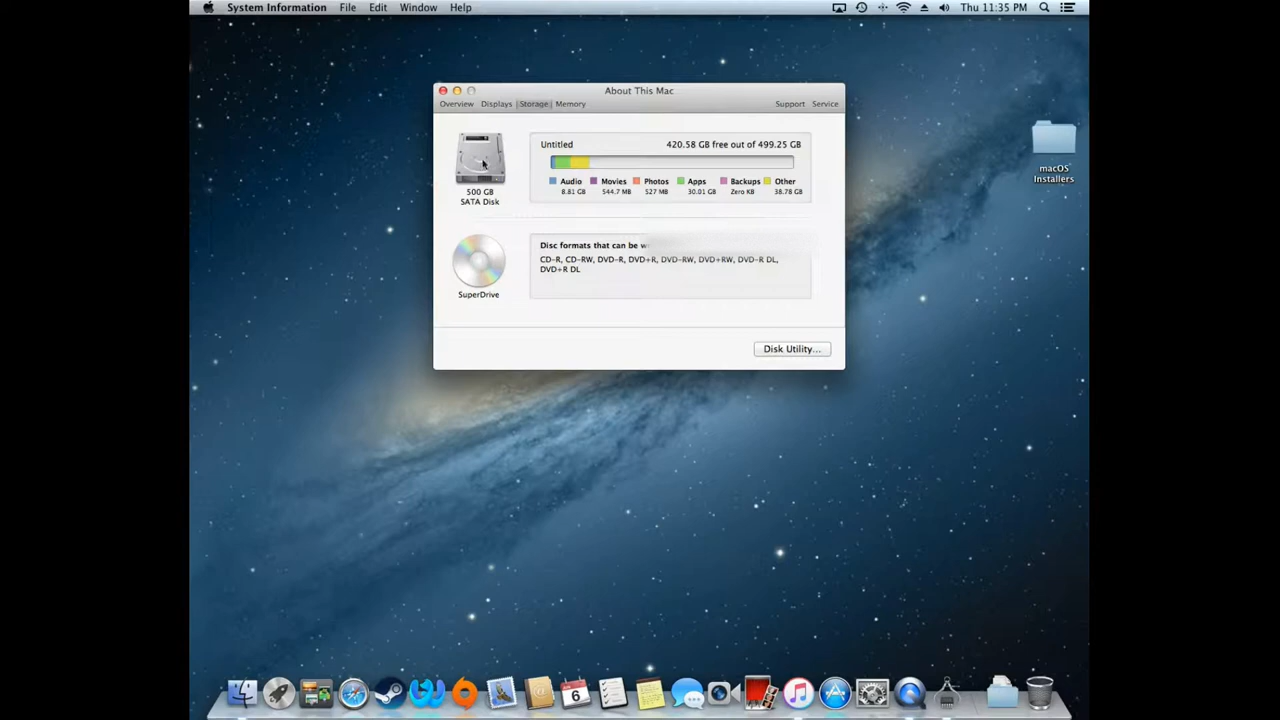 System Information File Edit Window Help Thu 11:35 PM
About This Mac
Overview Displays Storage Memory Support Service
Untitled 420.58 GB free out of 499.25 GB
Audio Movies Photos Apps Backups Other
8.81 GB 544.7 MB 527 MB 30.01 GB Zero KB 38.78 GB
500 GB
SATA Disk
Disc formats that can be
CD-R, CD-RW, DVD-R, DVD+R, DVD-RW, DVD+RW, DVD-R DL,
DVD+R DL
SuperDrive
Disk Utility...
macOS
Installers
6